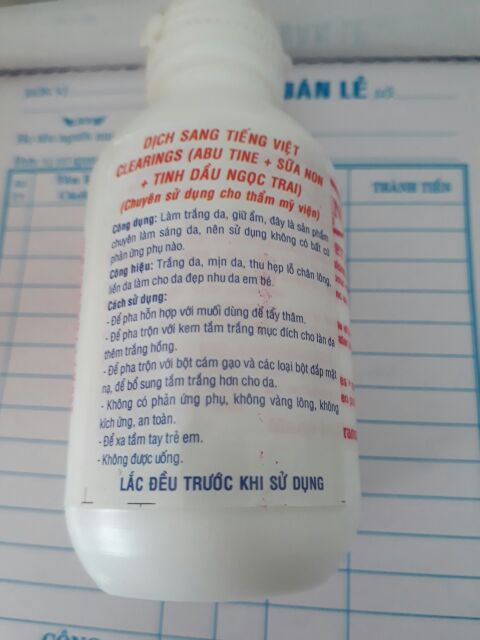 BÁN LẺ số
THÀNH TIỀN
DỊCH SANG TIẾNG VIỆT
CLEARINGS (ABU TINE + SỮA NON
+ TINH DẦU NGỌC TRAI)
(Chuyên sử dụng cho thẩm mỹ viện)
Công dụng: Làm trắng da, giữ ẩm, đây là sản phẩm
chuyên làm sáng da, nên sử dụng không có bất cứ
phản ứng phụ nào.
Công hiệu: Trắng da, mịn da, thu hẹp lỗ chân lông,
liền da làm cho da đẹp như da em bé.
Cách sử dụng:
- Để pha hỗn hợp với muối dùng để tẩy thâm.
- Để pha trộn với kem tắm trắng mục đích cho làn da
thêm trắng hồng.
- Để pha trộn với bột cám gạo và các loại bột đắp mặt
nạ, để bổ sung tắm trắng hơn cho da.
- Không có phản ứng phụ, không vàng lông, không
kích ứng, an toàn.
- Để xa tầm tay trẻ em.
- Không được uống.
LẮC ĐỀU TRƯỚC KHI SỬ DỤNG